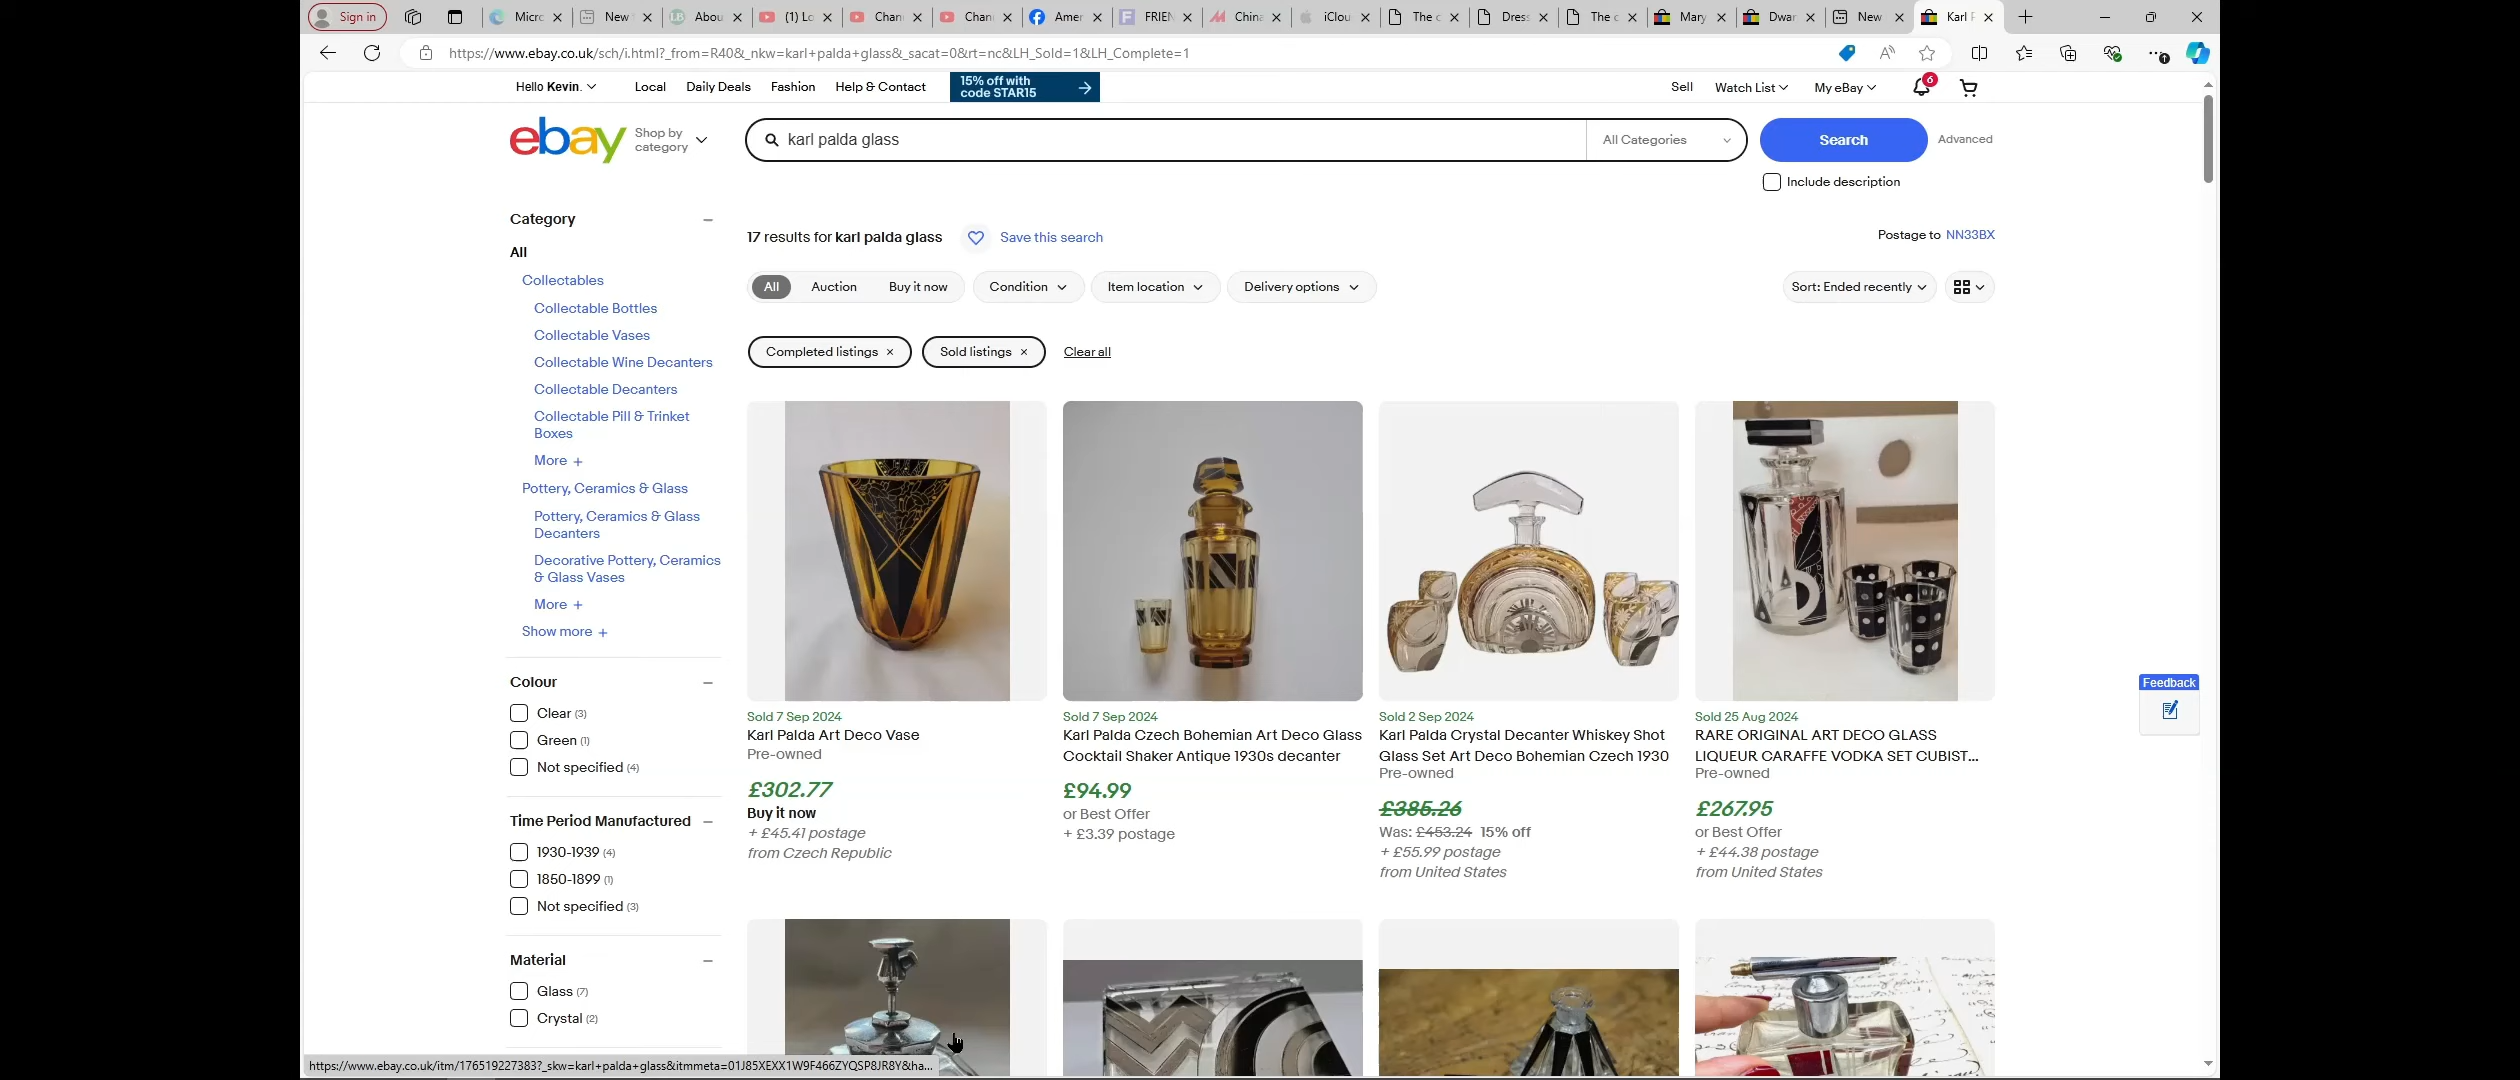 Sign in
Micro
New
Abou
(1) Lo
Chan
Chan
Amer
FRIEN
China
iClou
The c
Dress
The c
Mary
Dwar
New
Karl P
https://www.ebay.co.uk/sch/i.html?_from=R40&_nkw=karl+palda+glass&_sacat=0&rt=nc&LH_Sold=1&LH_Complete=1
Hello Kevin.
Local
Daily Deals
Fashion
Help & Contact
15% off with
code STAR15
Sell
Watch List
My eBay
6
ebay
Shop by
category
karl palda glass
All Categories
Search
Advanced
Include description
Category
All
Collectables
Collectable Bottles
Collectable Vases
Collectable Wine Decanters
Collectable Decanters
Collectable Pill & Trinket
Boxes
More +
Pottery, Ceramics & Glass
Pottery, Ceramics & Glass
Decanters
Decorative Pottery, Ceramics
& Glass Vases
More +
Show more +
Colour
Clear (3)
Green (1)
Not specified (4)
Time Period Manufactured
1930-1939 (4)
1850-1899 (1)
Not specified (3)
Material
Glass (7)
Crystal (2)
17 results for karl palda glass
Save this search
Postage to NN33BX
All
Auction
Buy it now
Condition
Item location
Delivery options
Sort: Ended recently
Completed listings ×
Sold listings ×
Clear all
Sold 7 Sep 2024
Karl Palda Art Deco Vase
Pre-owned
£302.77
Buy it now
+ £45.41 postage
from Czech Republic
Sold 7 Sep 2024
Karl Palda Czech Bohemian Art Deco Glass
Cocktail Shaker Antique 1930s decanter
£94.99
or Best Offer
+ £3.39 postage
Sold 2 Sep 2024
Karl Palda Crystal Decanter Whiskey Shot
Glass Set Art Deco Bohemian Czech 1930
Pre-owned
£385.26
Was: £453.24 15% off
+ £55.99 postage
from United States
Sold 25 Aug 2024
RARE ORIGINAL ART DECO GLASS
LIQUEUR CARAFFE VODKA SET CUBIST...
Pre-owned
£267.95
or Best Offer
+ £44.38 postage
from United States
Feedback
https://www.ebay.co.uk/itm/176519227383?_skw=karl+palda+glass&itmmeta=01J85XEXX1W9F466ZYQSP8JR8Y&ha...